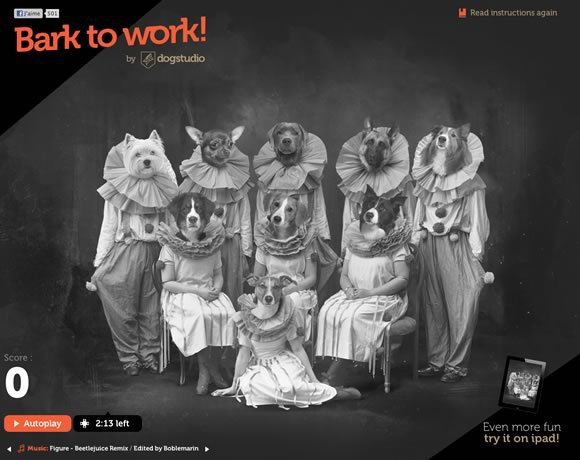 J'aime 501
Bark to work!
by dogstudio
Read instructions again
Score :
0
Autoplay
2:13 left
Music: Figure - Beetlejuice Remix / Edited by Boblemarin
Even more fun
try it on ipad!